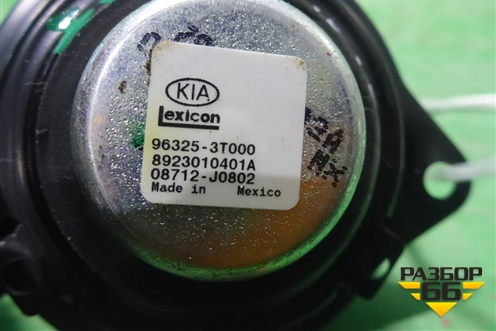 KIA
Lexicon
96325-3T000
8923010401A
08712-J0802
Made in Mexico
РАЗБОР
66